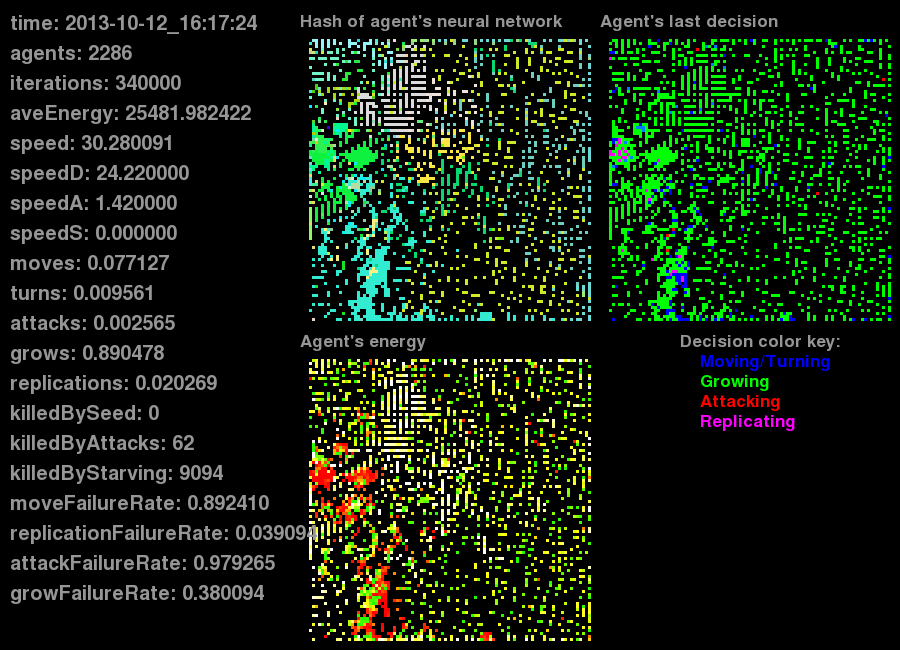 time: 2013-10-12_16:17:24
agents: 2286
iterations: 340000
aveEnergy: 25481.982422
speed: 30.280091
speedD: 24.220000
speedA: 1.420000
speedS: 0.000000
moves: 0.077127
turns: 0.009561
attacks: 0.002565
grows: 0.890478
replications: 0.020269
killedBySeed: 0
killedByAttacks: 62
killedByStarving: 9094
moveFailureRate: 0.892410
replicationFailureRate: 0.039094
attackFailureRate: 0.979265
growFailureRate: 0.380094
Hash of agent's neural network
Agent's last decision
Agent's energy
Decision color key:
Moving/Turning
Growing
Attacking
Replicating